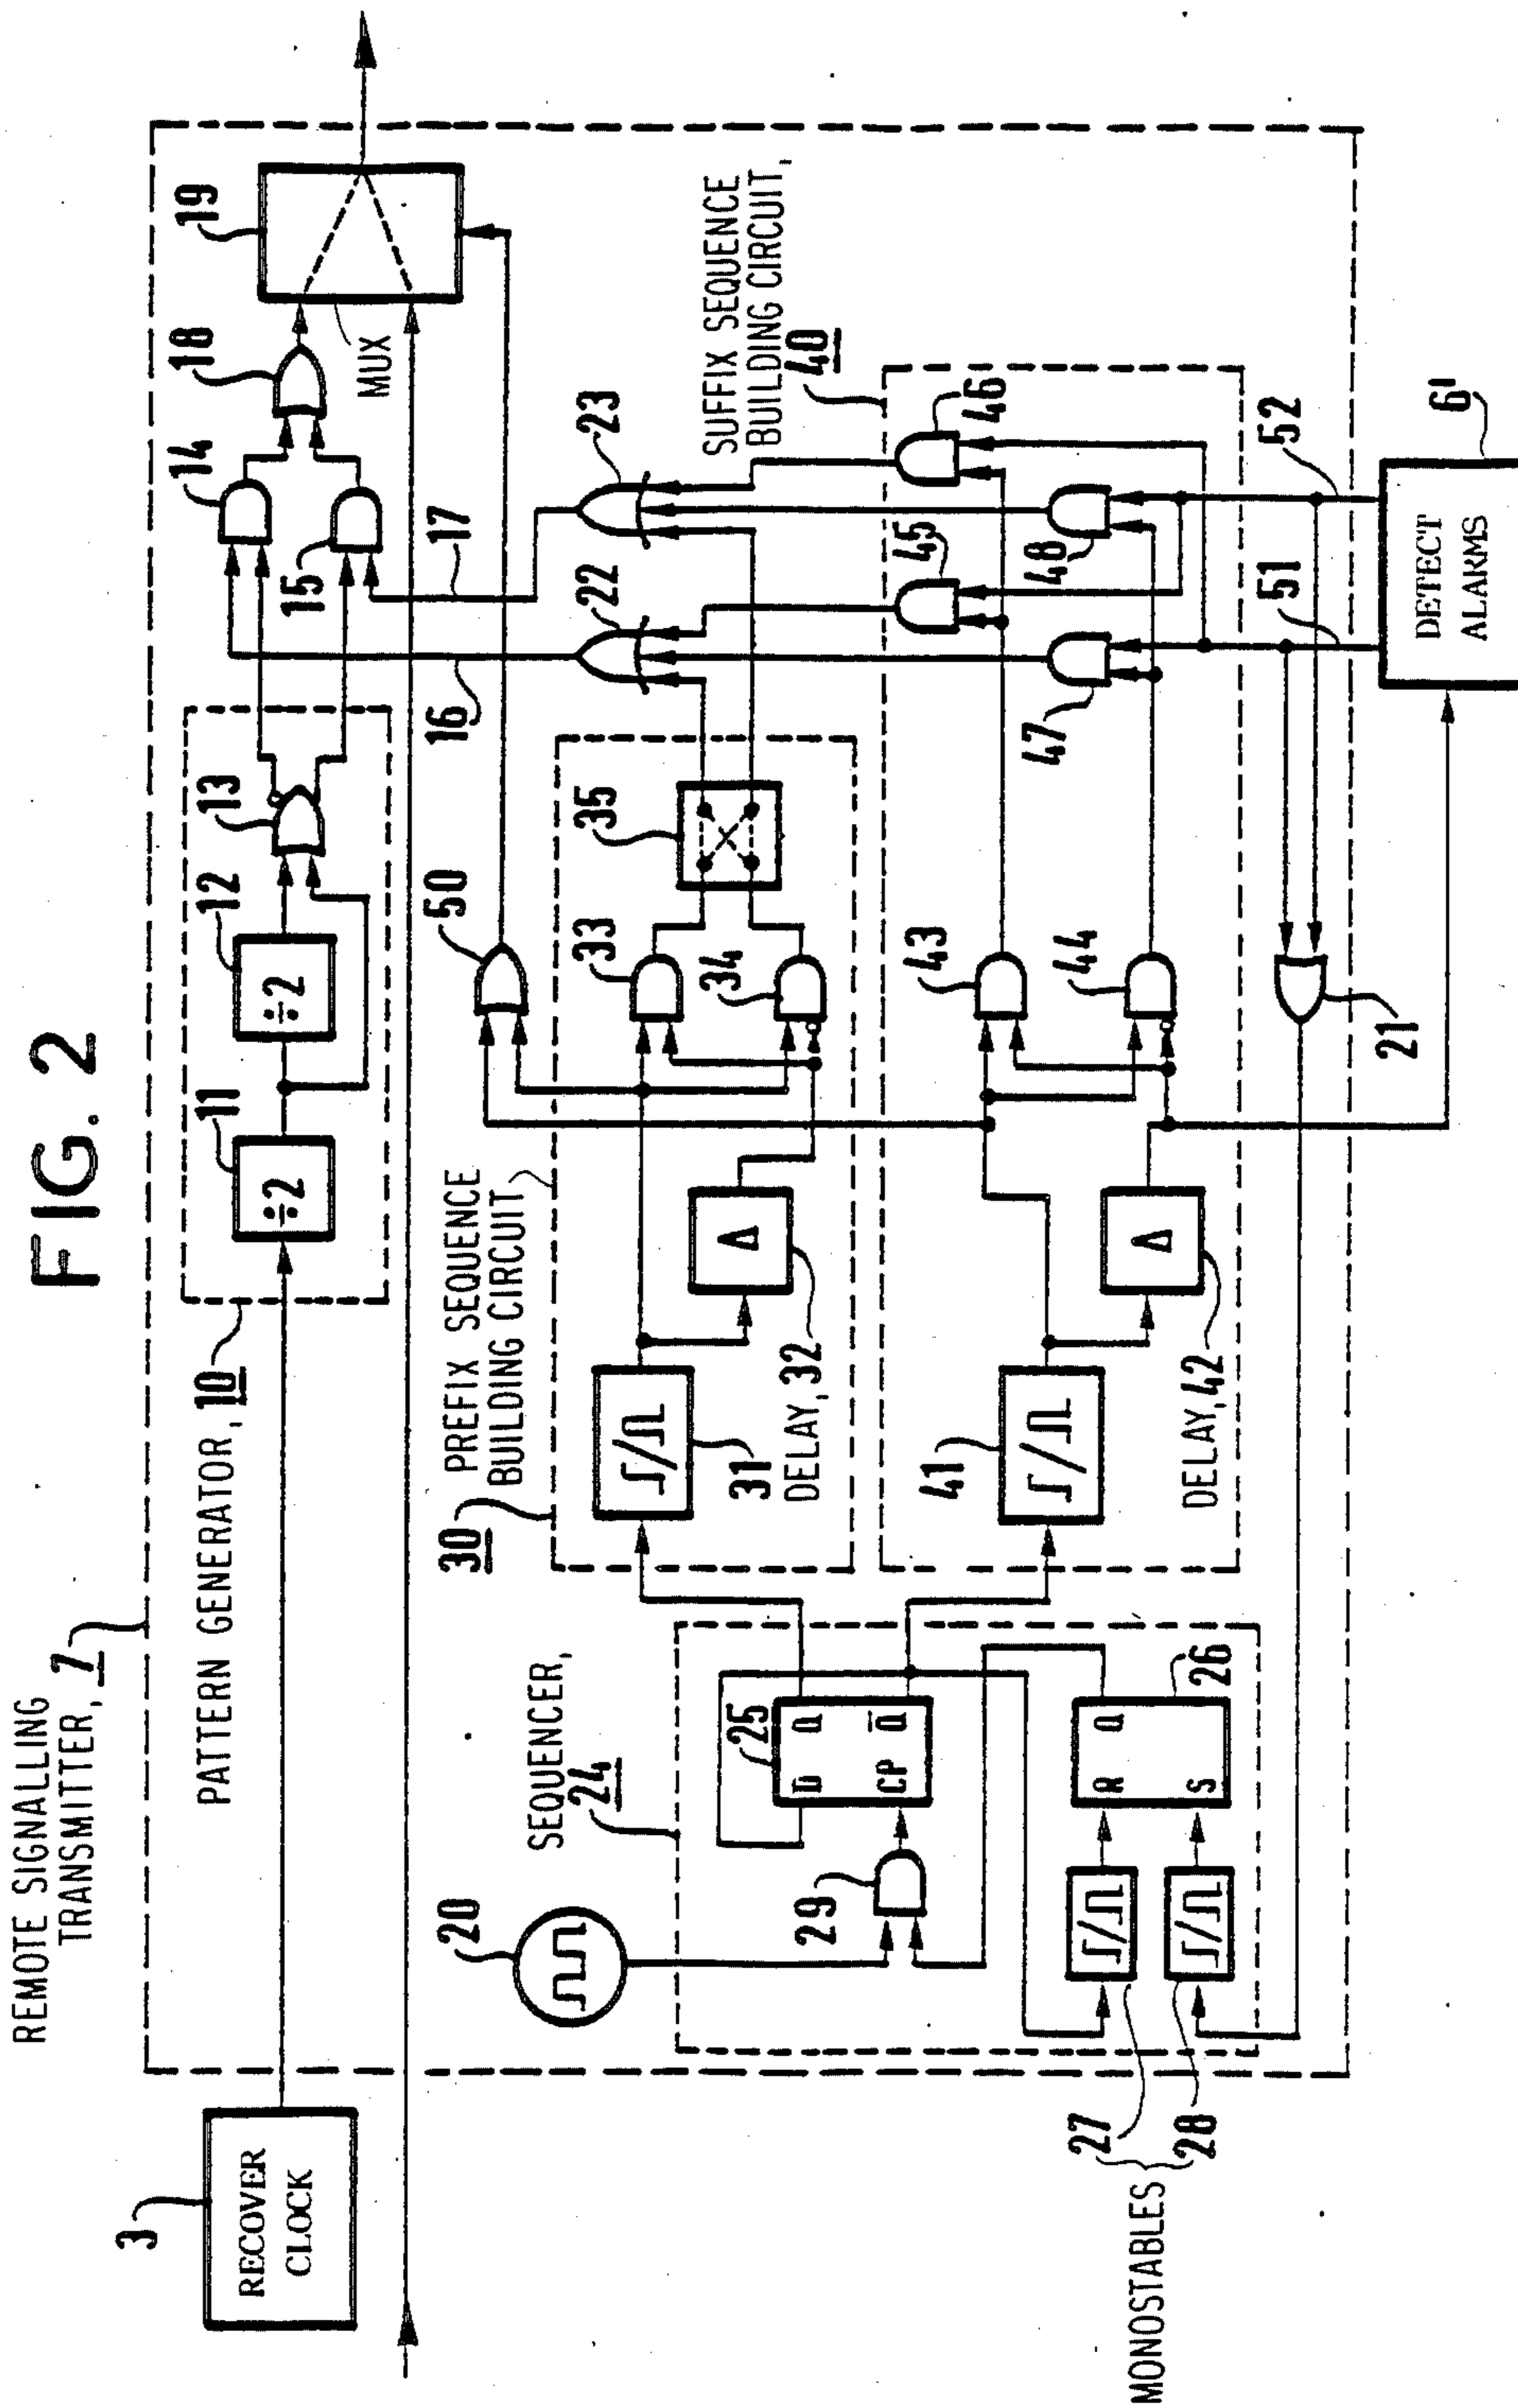 FIG. 2
REMOTE SIGNALLING
TRANSMITTER, 7
3
RECOVER
CLOCK
PATTERN GENERATOR, 10
11
÷2
12
÷2
13
14
15
16
17
18
MUX
19
20
SEQUENCER,
24
25
D
Q
CP
Q̅
29
26
R
Q
S
27
28
MONOSTABLES
30
PREFIX SEQUENCE
BUILDING CIRCUIT
31
DELAY, 32
Δ
33
34
35
50
22
23
SUFFIX SEQUENCE
BUILDING CIRCUIT,
40
41
DELAY, 42
Δ
43
44
45
46
47
48
21
51
52
DETECT
ALARMS
6'